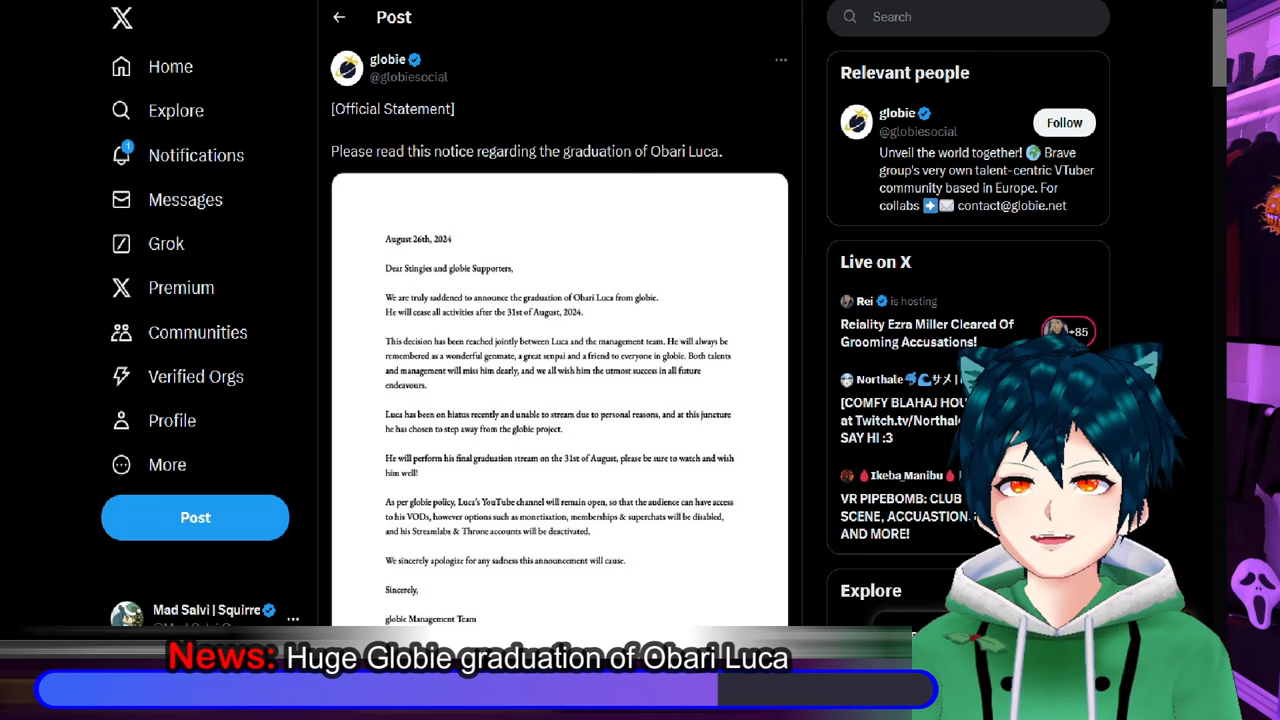 Post
Search
Home
Explore
1
Notifications
Messages
Grok
Premium
Communities
Verified Orgs
Profile
More
Post
Mad Salvi | Squirre
globie
@globiesocial
[Official Statement]
Please read this notice regarding the graduation of Obari Luca.
August 26th, 2024
Dear Stingies and globie Supporters,
We are truly saddened to announce the graduation of Obari Luca from globie.
He will cease all activities after the 31st of August, 2024.
This decision has been reached jointly between Luca and the management team. He will always be
remembered as a wonderful genmate, a great senpai and a friend to everyone in globie. Both talents
and management will miss him dearly, and we all wish him the utmost success in all future
endeavours.
Luca has been on hiatus recently and unable to stream due to personal reasons, and at this juncture
he has chosen to step away from the globie project.
He will perform his final graduation stream on the 31st of August, please be sure to watch and wish
him well!
As per globie policy, Luca's YouTube channel will remain open, so that the audience can have access
to his VODs, however options such as monetisation, memberships & superchats will be disabled,
and his Streamlabs & Throne accounts will be deactivated.
We sincerely apologize for any sadness this announcement will cause.
Sincerely,
globie Management Team
Relevant people
globie
@globiesocial
Follow
Unveil the world together! 🌍 Brave
group's very own talent-centric VTuber
community based in Europe. For
collabs ➡️✉️ contact@globie.net
Live on X
Rei is hosting
Reiality Ezra Miller Cleared Of
Grooming Accusations!
+85
Northale🐬🌊サメ |
[COMFY BLAHAJ HOU
at Twitch.tv/Northal
SAY HI :3
🩸Ikeba_Manibu🩸
VR PIPEBOMB: CLUB
SCENE, ACCUASTION,
AND MORE!
Explore
News: Huge Globie graduation of Obari Luca